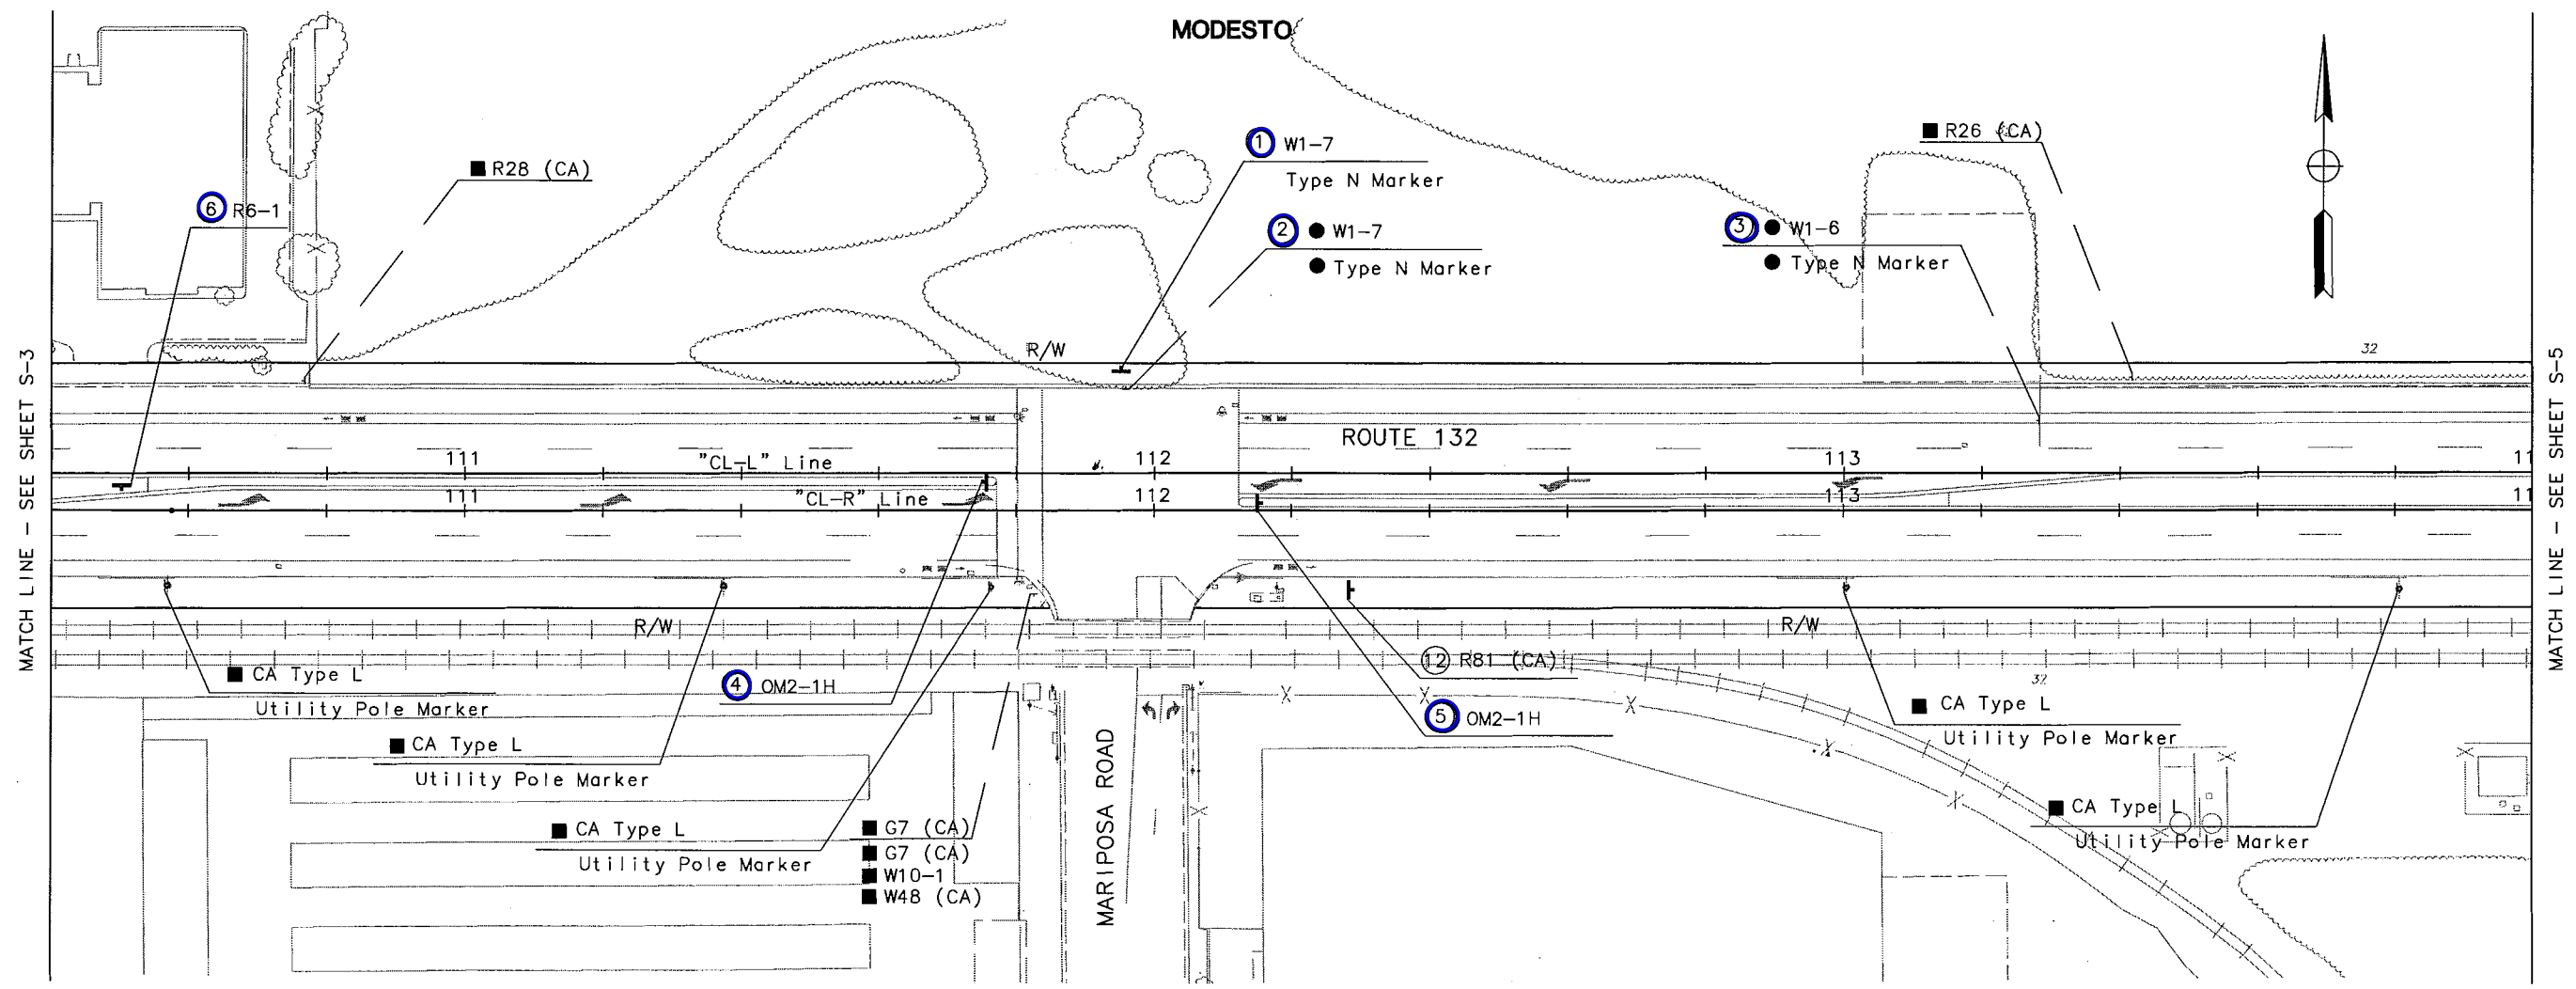 MODESTO
① W1-7
Type N Marker
■ R26 (CA)
■ R28 (CA)
⑥ R6-1
② ● W1-7
● Type N Marker
③ ● W1-6
● Type N Marker
R/W
32
ROUTE 132
111
"CL-L" Line
112
113
11
111
"CL-R" Line
112
113
11
MATCH LINE - SEE SHEET S-3
MATCH LINE - SEE SHEET S-5
R/W
R/W
■ CA Type L
Utility Pole Marker
④ OM2-1H
⑫ R81 (CA)
32
⑤ OM2-1H
■ CA Type L
Utility Pole Marker
■ CA Type L
Utility Pole Marker
MARIPOSA ROAD
■ CA Type L
Utility Pole Marker
■ CA Type L
Utility Pole Marker
■ G7 (CA)
■ G7 (CA)
■ W10-1
■ W48 (CA)